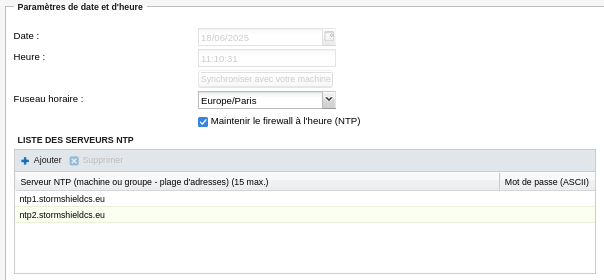 Paramètres de date et d'heure
Date :
18/06/2025
Heure :
11:10:31
Synchroniser avec votre machine
Fuseau horaire :
Europe/Paris
Maintenir le firewall à l'heure (NTP)
LISTE DES SERVEURS NTP
Ajouter Supprimer
Serveur NTP (machine ou groupe - plage d'adresses) (15 max.) Mot de passe (ASCII)
ntp1.stormshieldcs.eu
ntp2.stormshieldcs.eu